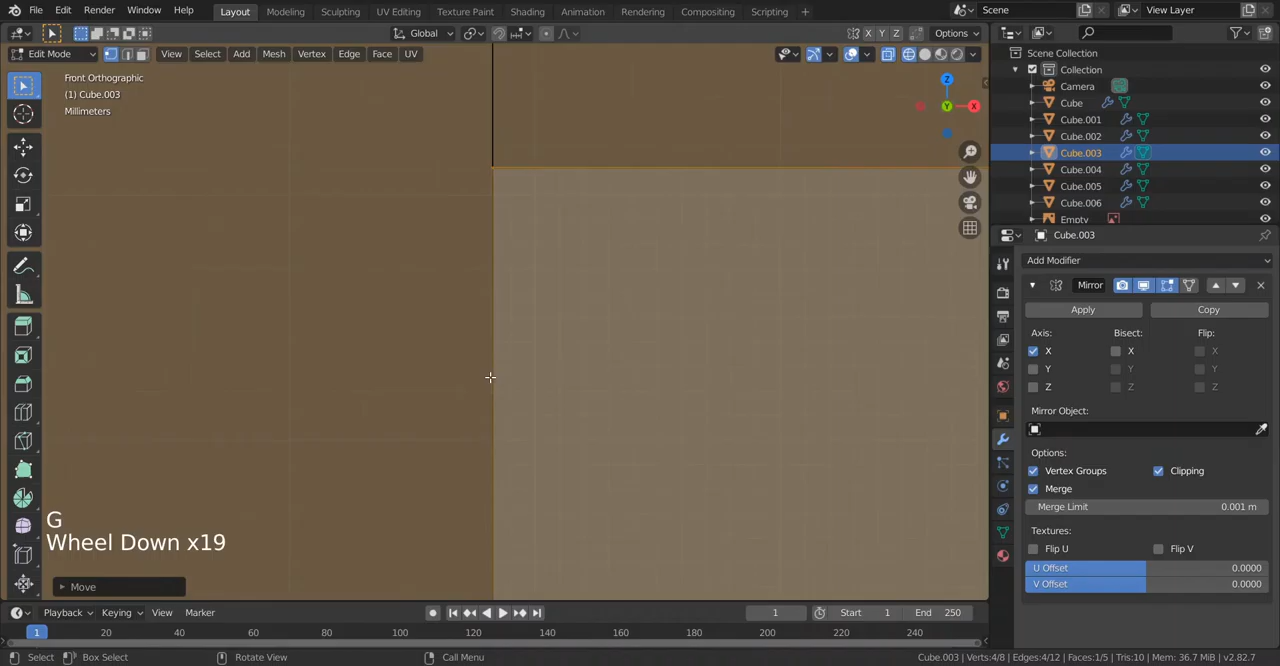 File Edit Render Window Help Layout Modeling Sculpting UV Editing Texture Paint Shading Animation Rendering Compositing Scripting + Scene View Layer
Global X Y Z Options
Edit Mode View Select Add Mesh Vertex Edge Face UV
Scene Collection
Collection
Camera
Cube
Cube.001
Cube.002
Cube.003
Cube.004
Cube.005
Cube.006
Empty
Front Orthographic
(1) Cube.003
Millimeters
Z
X
Y
Cube.003
Add Modifier
Mirror
Apply Copy
Axis: Bisect: Flip:
X X X
Y Y Y
Z Z Z
Mirror Object:
Options:
Vertex Groups Clipping
Merge
Merge Limit 0.001 m
Textures:
Flip U Flip V
U Offset 0.0000
V Offset 0.0000
G
Wheel Down x19
Move
Playback Keying View Marker 1 Start 1 End 250
1 20 40 60 80 100 120 140 160 180 200 220 240
Select Box Select Rotate View Call Menu Cube.003 | Verts:4/8 | Edges:4/12 | Faces:1/5 | Tris:10 | Mem: 36.7 MiB | v2.82.7